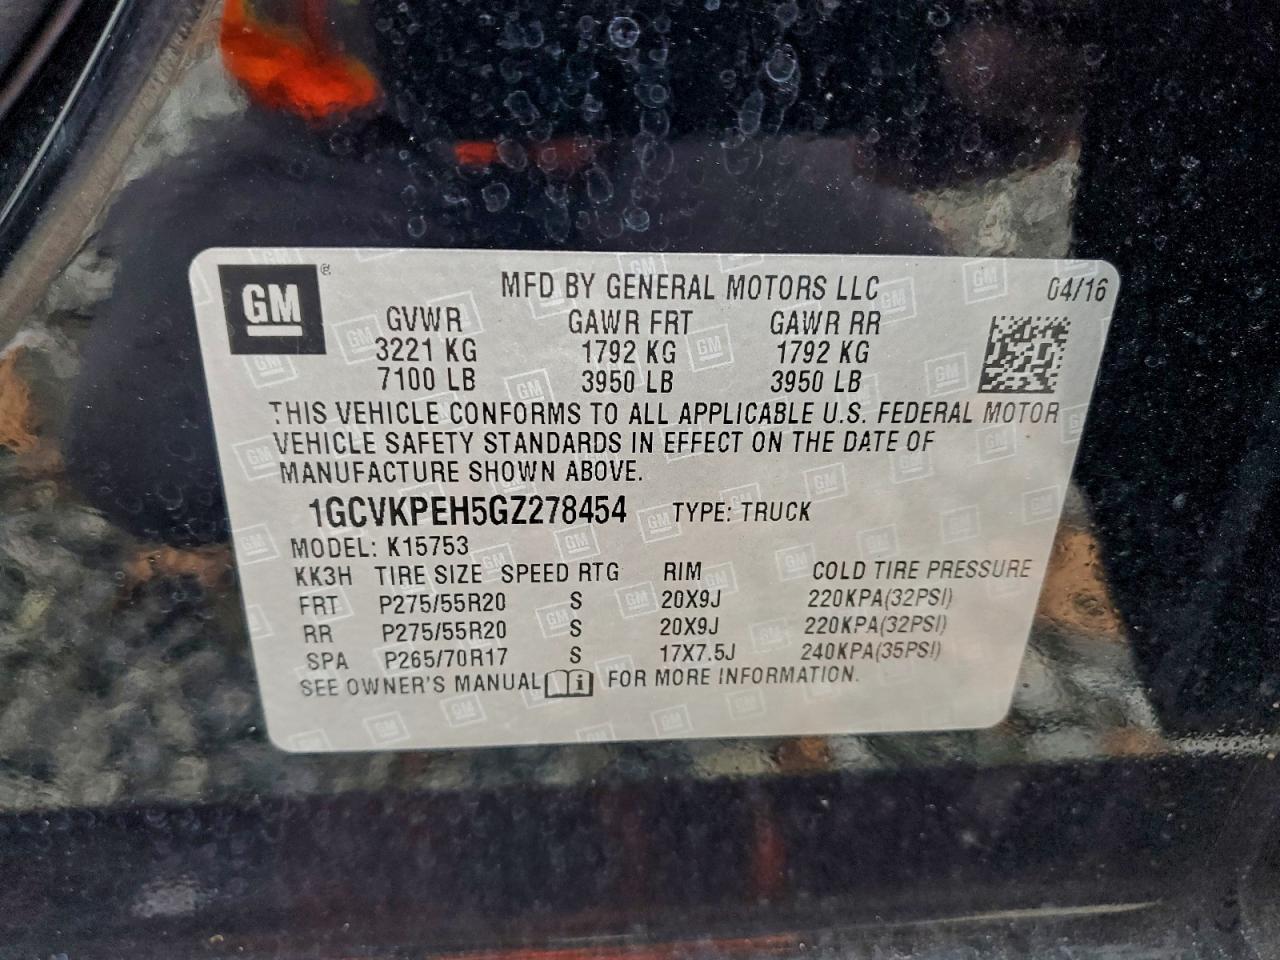 GM ®
MFD BY GENERAL MOTORS LLC 04/16
GVWR GAWR FRT GAWR RR
3221 KG 1792 KG 1792 KG
7100 LB 3950 LB 3950 LB
THIS VEHICLE CONFORMS TO ALL APPLICABLE U.S. FEDERAL MOTOR
VEHICLE SAFETY STANDARDS IN EFFECT ON THE DATE OF
MANUFACTURE SHOWN ABOVE.
1GCVKPEH5GZ278454 TYPE: TRUCK
MODEL: K15753
KK3H TIRE SIZE SPEED RTG RIM COLD TIRE PRESSURE
FRT P275/55R20 S 20X9J 220KPA(32PSI)
RR P275/55R20 S 20X9J 220KPA(32PSI)
SPA P265/70R17 S 17X7.5J 240KPA(35PSI)
SEE OWNER'S MANUAL i FOR MORE INFORMATION.